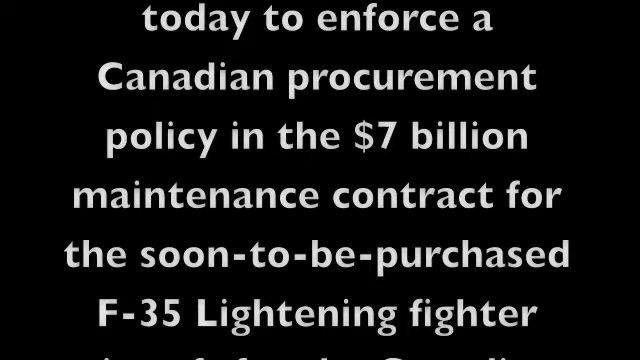 today to enforce a
Canadian procurement
policy in the $7 billion
maintenance contract for
the soon-to-be-purchased
F-35 Lightening fighter